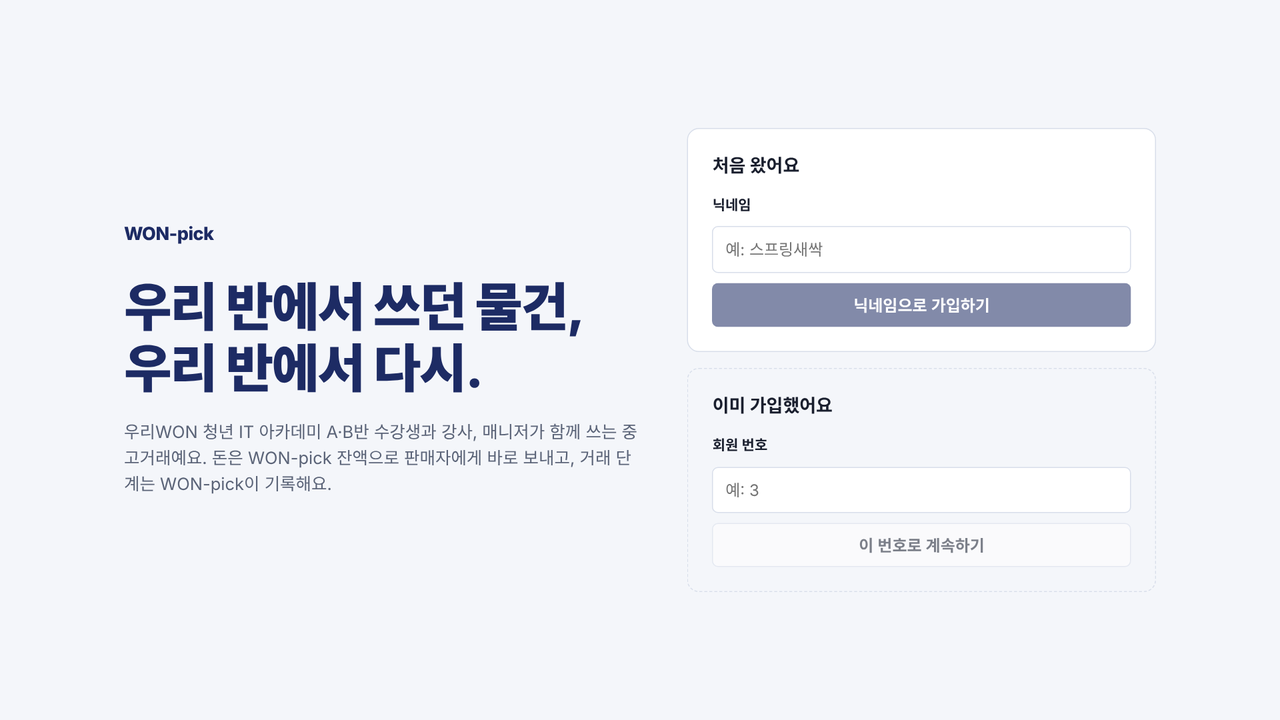 WON-pick
우리 반에서 쓰던 물건,
우리 반에서 다시.
우리WON 청년 IT 아카데미 A·B반 수강생과 강사, 매니저가 함께 쓰는 중
고거래예요. 돈은 WON-pick 잔액으로 판매자에게 바로 보내고, 거래 단
계는 WON-pick이 기록해요.
처음 왔어요
닉네임
예: 스프링새싹
닉네임으로 가입하기
이미 가입했어요
회원 번호
예: 3
이 번호로 계속하기